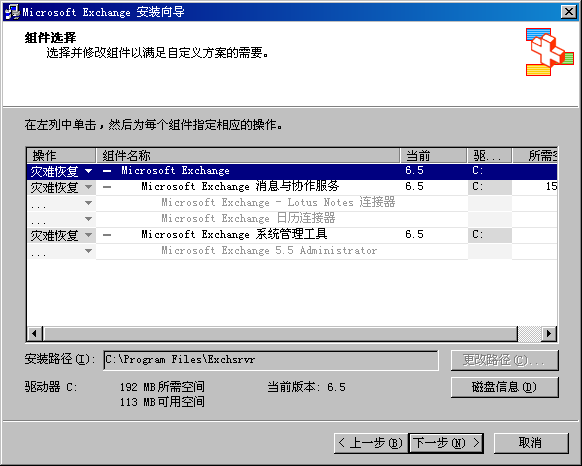 Microsoft Exchange 安装向导
组件选择
选择并修改组件以满足自定义方案的需要。
在左列中单击，然后为每个组件指定相应的操作。
操作 组件名称 当前 驱... 所需空
灾难恢复 Microsoft Exchange 6.5 C:
灾难恢复 Microsoft Exchange 消息与协作服务 6.5 C: 15
... Microsoft Exchange - Lotus Notes 连接器
... Microsoft Exchange 日历连接器
灾难恢复 Microsoft Exchange 系统管理工具 6.5 C:
... Microsoft Exchange 5.5 Administrator
安装路径(I): C:\Program Files\Exchsrvr 更改路径(C)...
驱动器 C: 192 MB 所需空间 当前版本: 6.5 磁盘信息(D)
113 MB 可用空间
< 上一步(B) 下一步(N) > 取消